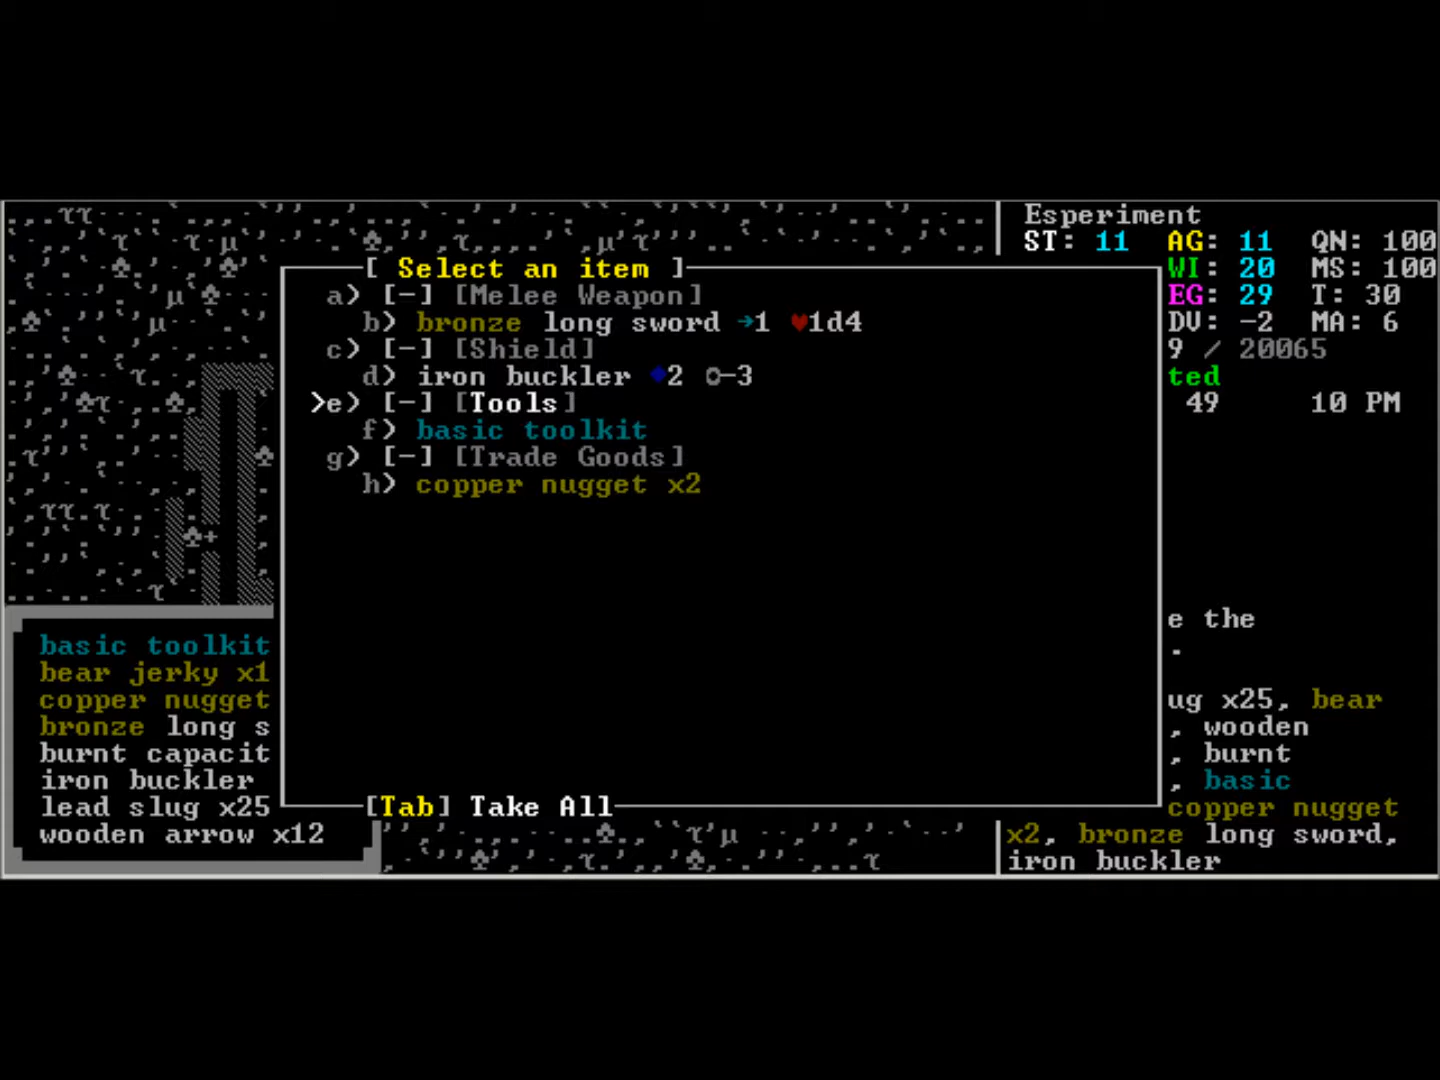 Esperiment
ST: 11 AG: 11 QN: 100
WI: 20 MS: 100
EG: 29 T: 30
DV: -2 MA: 6
9 / 20065
ted
49 10 PM
[ Select an item ]
a) [-] [Melee Weapon]
b) bronze long sword →1 ♥1d4
c) [-] [Shield]
d) iron buckler ♦2 o-3
>e) [-] [Tools]
f) basic toolkit
g) [-] [Trade Goods]
h) copper nugget x2
[Tab] Take All
basic toolkit
bear jerky x1
copper nugget
bronze long s
burnt capacit
iron buckler
lead slug x25
wooden arrow x12
e the
.
ug x25, bear
, wooden
, burnt
, basic
copper nugget
x2, bronze long sword,
iron buckler